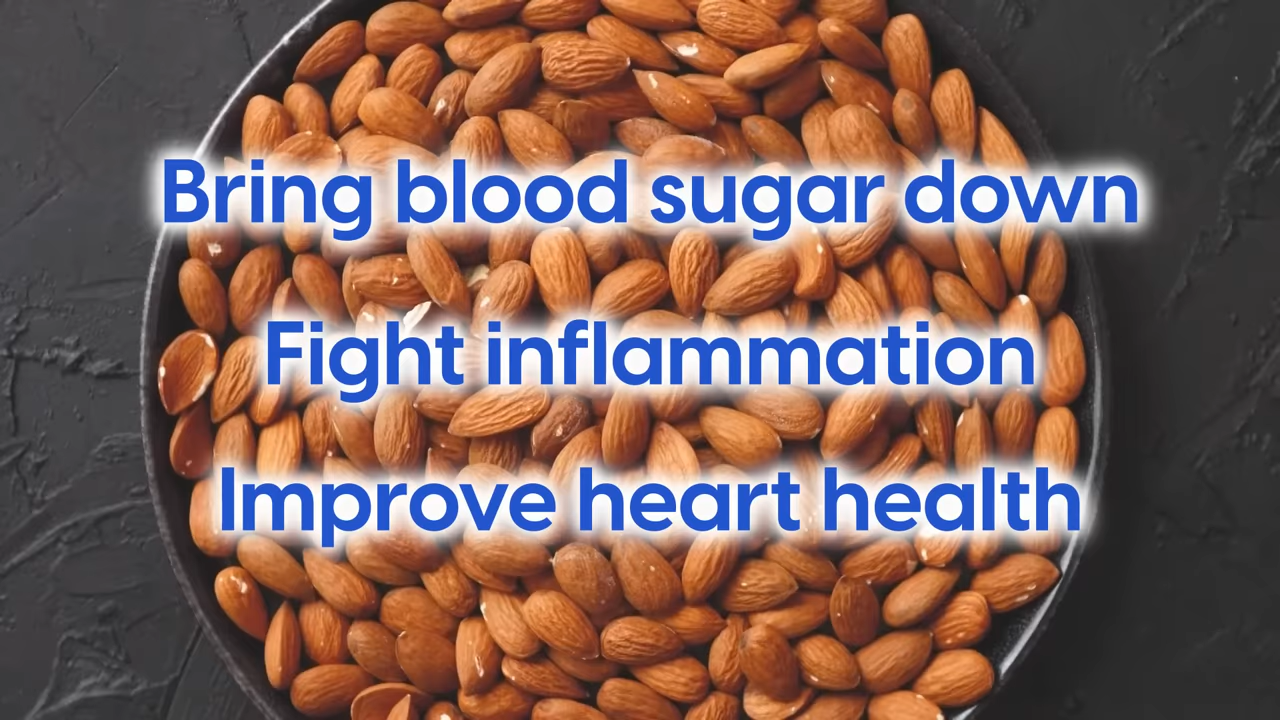 Bring blood sugar down
Fight inflammation
Improve heart health